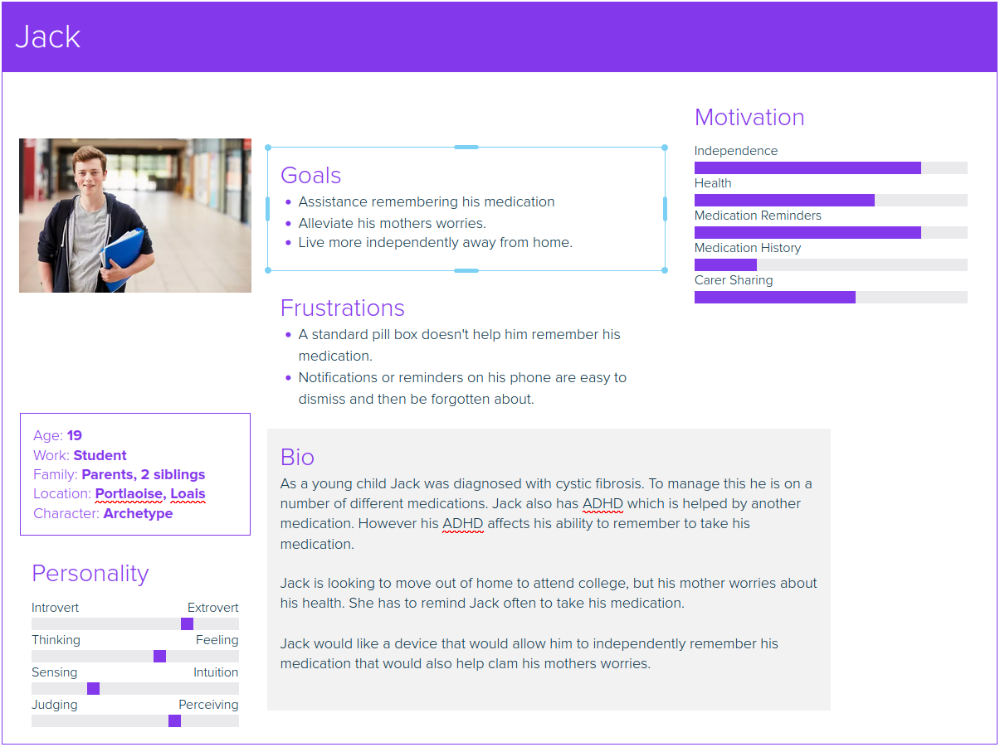 Jack
Goals
Assistance remembering his medication
Alleviate his mothers worries.
Live more independently away from home.
Frustrations
A standard pill box doesn't help him remember his
medication.
Notifications or reminders on his phone are easy to
dismiss and then be forgotten about.
Motivation
Independence
Health
Medication Reminders
Medication History
Carer Sharing
Age: 19
Work: Student
Family: Parents, 2 siblings
Location: Portlaoise, Loais
Character: Archetype
Personality
Introvert Extrovert
Thinking Feeling
Sensing Intuition
Judging Perceiving
Bio
As a young child Jack was diagnosed with cystic fibrosis. To manage this he is on a
number of different medications. Jack also has ADHD which is helped by another
medication. However his ADHD affects his ability to remember to take his
medication.
Jack is looking to move out of home to attend college, but his mother worries about
his health. She has to remind Jack often to take his medication.
Jack would like a device that would allow him to independently remember his
medication that would also help clam his mothers worries.